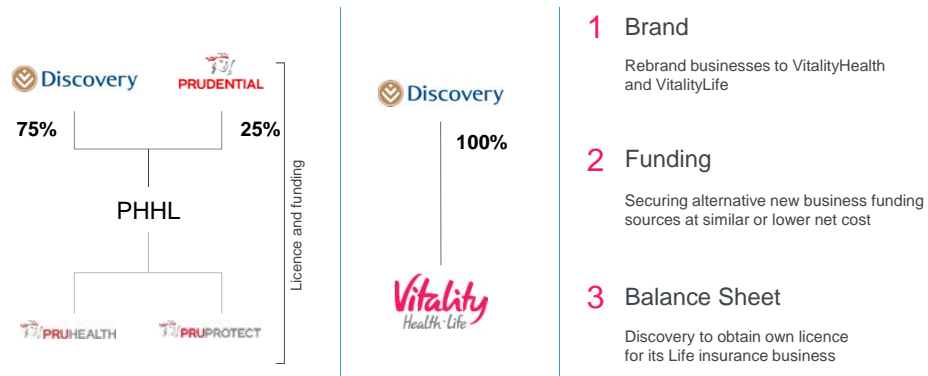 Discovery
PRUDENTIAL
75%
25%
PHHL
Licence and funding
PRUHEALTH
PRUPROTECT
Discovery
100%
Vitality
Health·Life
1 Brand
Rebrand businesses to VitalityHealth
and VitalityLife
2 Funding
Securing alternative new business funding
sources at similar or lower net cost
3 Balance Sheet
Discovery to obtain own licence
for its Life insurance business